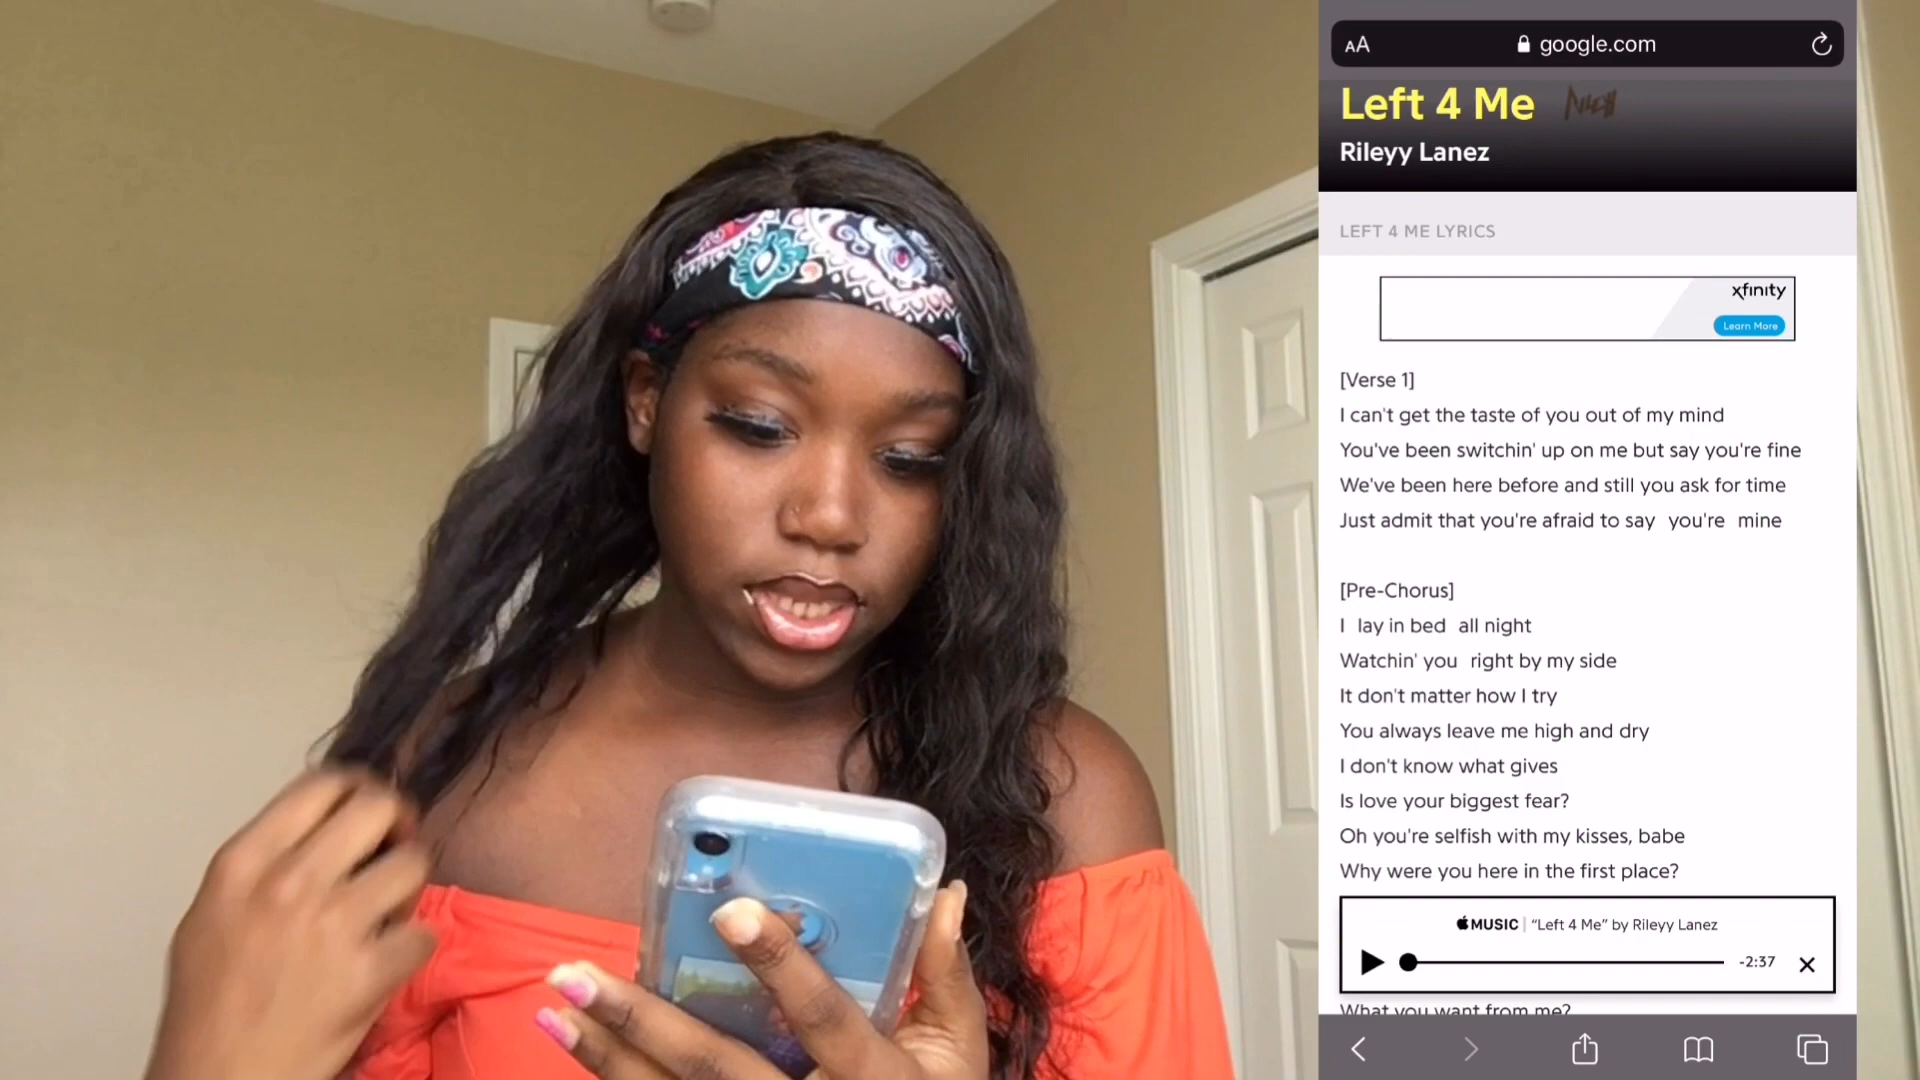 AA google.com
Left 4 Me
Rileyy Lanez
LEFT 4 ME LYRICS
xfinity
Learn More
[Verse 1]
I can't get the taste of you out of my mind
You've been switchin' up on me but say you're fine
We've been here before and still you ask for time
Just admit that you're afraid to say you're mine
[Pre-Chorus]
I lay in bed all night
Watchin' you right by my side
It don't matter how I try
You always leave me high and dry
I don't know what gives
Is love your biggest fear?
Oh you're selfish with my kisses, babe
Why were you here in the first place?
MUSIC | “Left 4 Me” by Rileyy Lanez
-2:37
What you want from me?